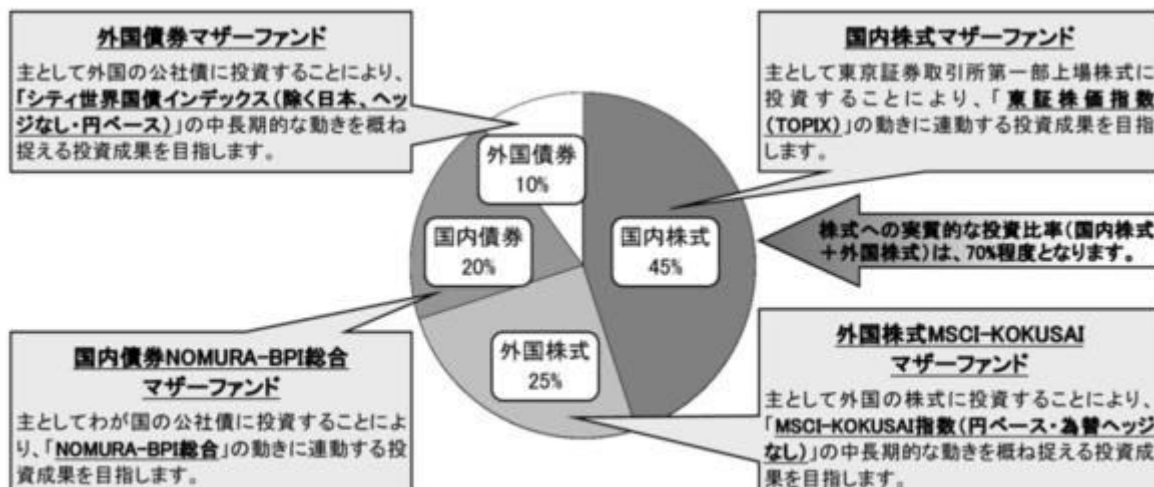 外国債券マザーファンド
主として外国の公社債に投資することにより、
「シティ世界国債インデックス(除く日本、ヘッ
ジなし・円ベース)」の中長期的な動きを概ね
捉える投資成果を目指します。
国内株式マザーファンド
主として東京証券取引所第一部上場株式に
投資することにより、「東証株価指数
(TOPIX)」の動きに連動する投資成果を目指
します。
外国債券
10%
国内債券
20%
国内株式
45%
外国株式
25%
株式への実質的な投資比率(国内株式
+外国株式)は、70%程度となります。
国内債券NOMURA-BPI総合
マザーファンド
主としてわが国の公社債に投資することによ
り、「NOMURA-BPI総合」の動きに連動する投
資成果を目指します。
外国株式MSCI-KOKUSAI
マザーファンド
主として外国の株式に投資することにより、
「MSCI-KOKUSAI指数(円ベース・為替ヘッジ
なし)」の中長期的な動きを概ね捉える投資成
果を目指します。